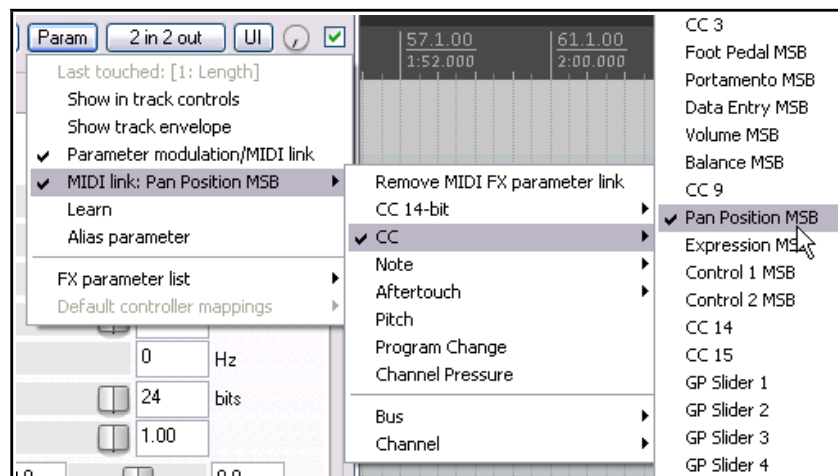 Param 2 in 2 out UI
Last touched: [1: Length]
Show in track controls
Show track envelope
Parameter modulation/MIDI link
MIDI link: Pan Position MSB
Learn
Alias parameter
FX parameter list
Default controller mappings
0 Hz
24 bits
1.00
57.1.00 61.1.00
1:52.000 2:00.000
Remove MIDI FX parameter link
CC 14-bit
CC
Note
Aftertouch
Pitch
Program Change
Channel Pressure
Bus
Channel
CC 3
Foot Pedal MSB
Portamento MSB
Data Entry MSB
Volume MSB
Balance MSB
CC 9
Pan Position MSB
Expression MSB
Control 1 MSB
Control 2 MSB
CC 14
CC 15
GP Slider 1
GP Slider 2
GP Slider 3
GP Slider 4